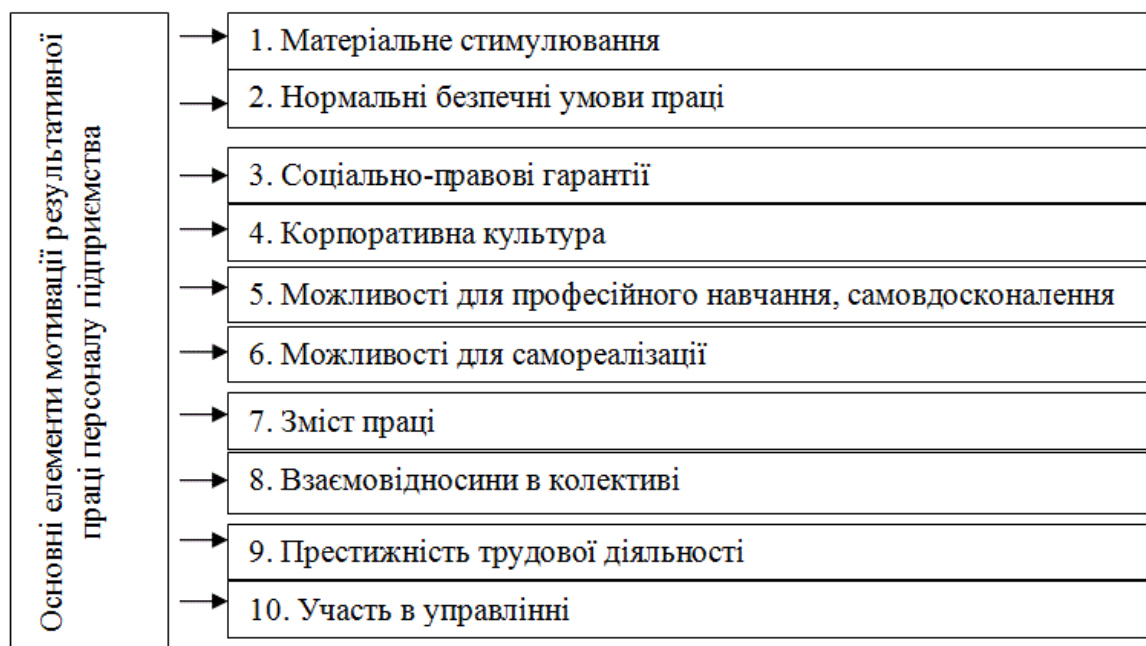 Основні елементи мотивації результативної
праці персоналу підприємства
1. Матеріальне стимулювання
2. Нормальні безпечні умови праці
3. Соціально-правові гарантії
4. Корпоративна культура
5. Можливості для професійного навчання, самовдосконалення
6. Можливості для самореалізації
7. Зміст праці
8. Взаємовідносини в колективі
9. Престижність трудової діяльності
10. Участь в управлінні